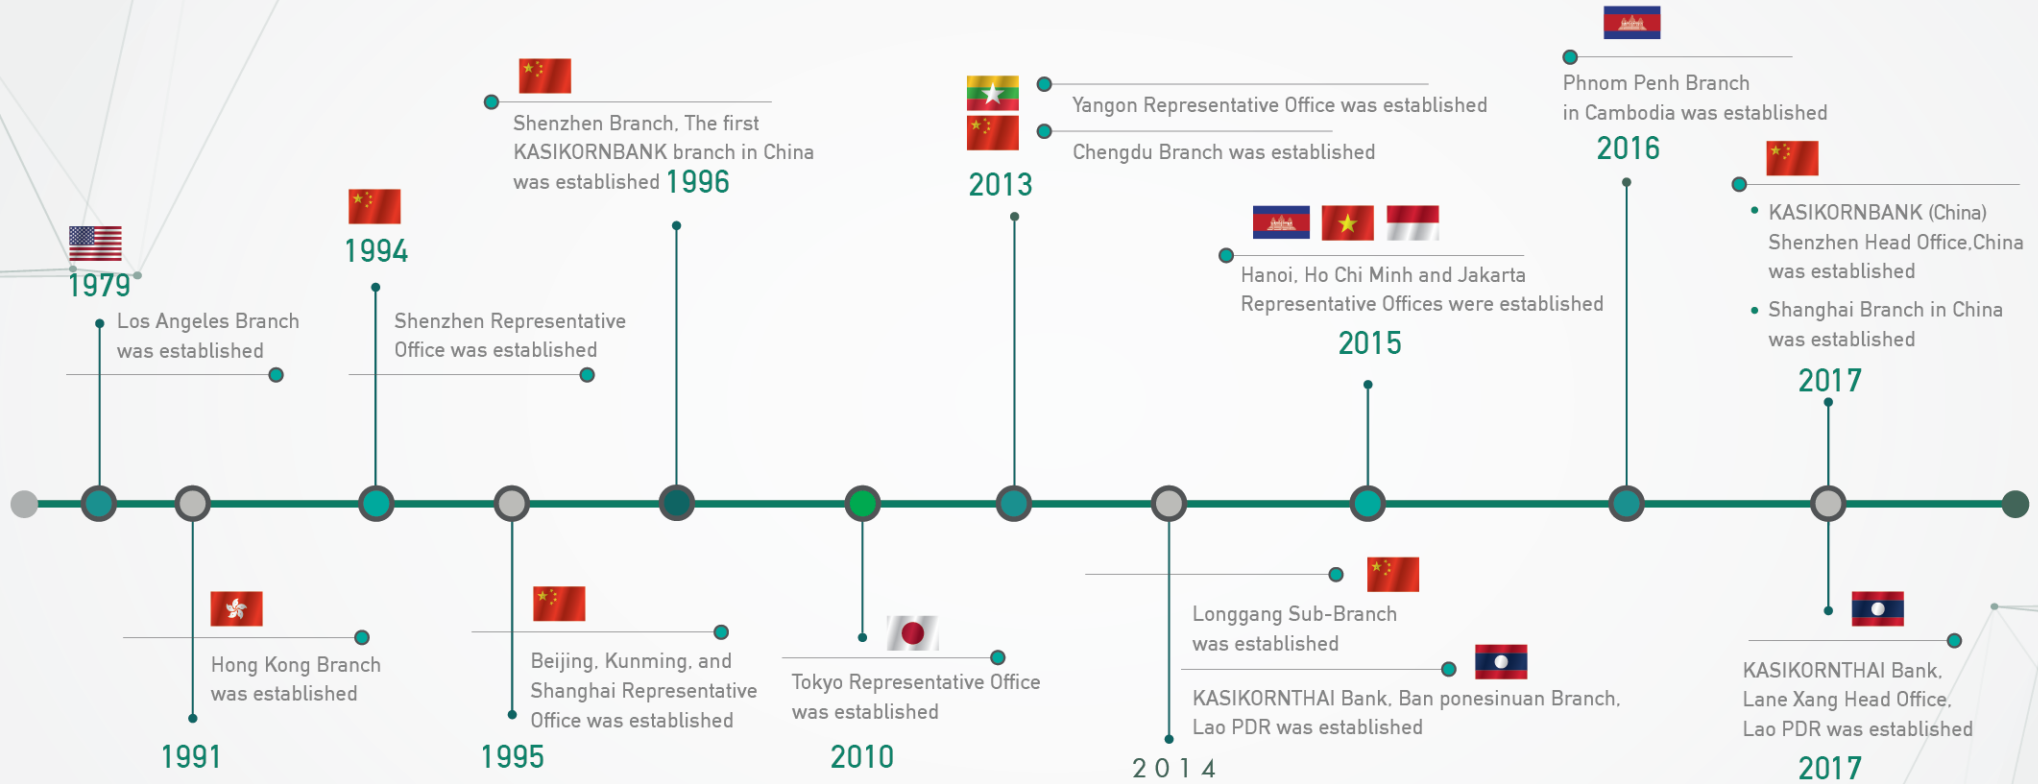 1979
Los Angeles Branch
was established
1991
Hong Kong Branch
was established
1994
Shenzhen Representative
Office was established
1995
Beijing, Kunming, and
Shanghai Representative
Office was established
Shenzhen Branch, The first
KASIKORNBANK branch in China
was established 1996
2010
Tokyo Representative Office
was established
Yangon Representative Office was established
Chengdu Branch was established
2013
Longgang Sub-Branch
was established
KASIKORNTHAI Bank, Ban ponesinuan Branch,
Lao PDR was established
2014
Hanoi, Ho Chi Minh and Jakarta
Representative Offices were established
2015
Phnom Penh Branch
in Cambodia was established
2016
• KASIKORNBANK (China)
Shenzhen Head Office,China
was established
• Shanghai Branch in China
was established
2017
KASIKORNTHAI Bank,
Lane Xang Head Office,
Lao PDR was established
2017